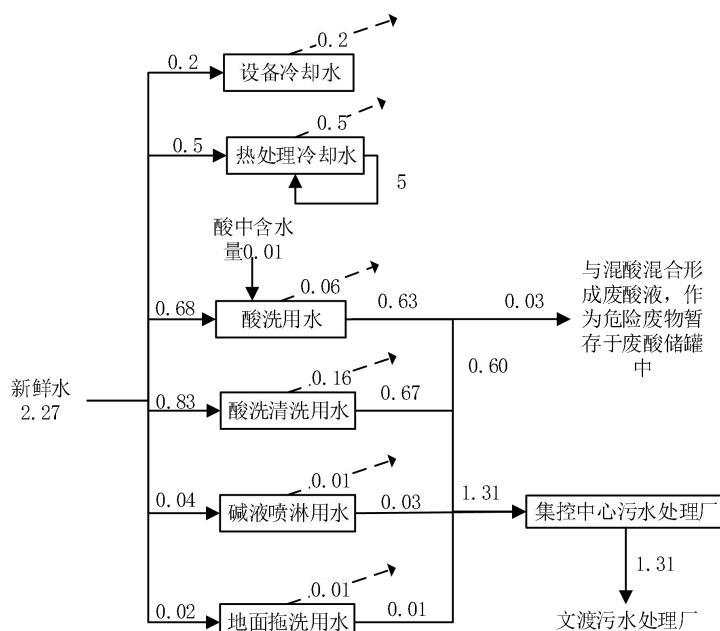 0.2
0.2
设备冷却水
0.5
0.5
热处理冷却水
5
酸中含水
量0.01
0.06
0.68
酸洗用水
0.63
0.03
与混酸混合形
成废酸液，作
为危险废物暂
存于废酸储罐
中
0.60
0.16
新鲜水
2.27
0.83
酸洗清洗用水
0.67
0.01
0.04
碱液喷淋用水
0.03
1.31
集控中心污水处理厂
1.31
0.01
0.02
地面拖洗用水
0.01
文渡污水处理厂